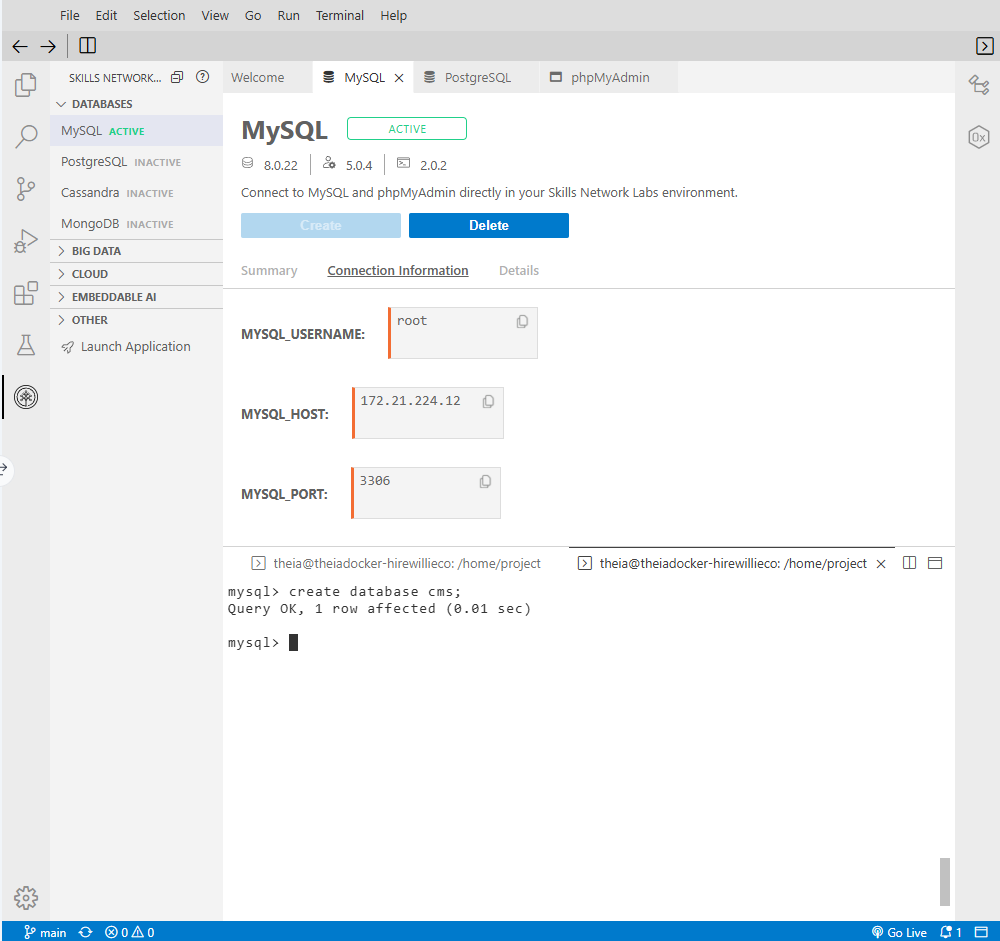 File Edit Selection View Go Run Terminal Help
SKILLS NETWORK...
Welcome MySQL PostgreSQL phpMyAdmin
DATABASES
MySQL ACTIVE
PostgreSQL INACTIVE
Cassandra INACTIVE
MongoDB INACTIVE
BIG DATA
CLOUD
EMBEDDABLE AI
OTHER
Launch Application
MySQL ACTIVE
8.0.22 5.0.4 2.0.2
Connect to MySQL and phpMyAdmin directly in your Skills Network Labs environment.
Create Delete
Summary Connection Information Details
MYSQL_USERNAME: root
MYSQL_HOST: 172.21.224.12
MYSQL_PORT: 3306
0x
theia@theiadocker-hirewillieco: /home/project theia@theiadocker-hirewillieco: /home/project
mysql> create database cms;
Query OK, 1 row affected (0.01 sec)
mysql>
main 0 0 Go Live 1